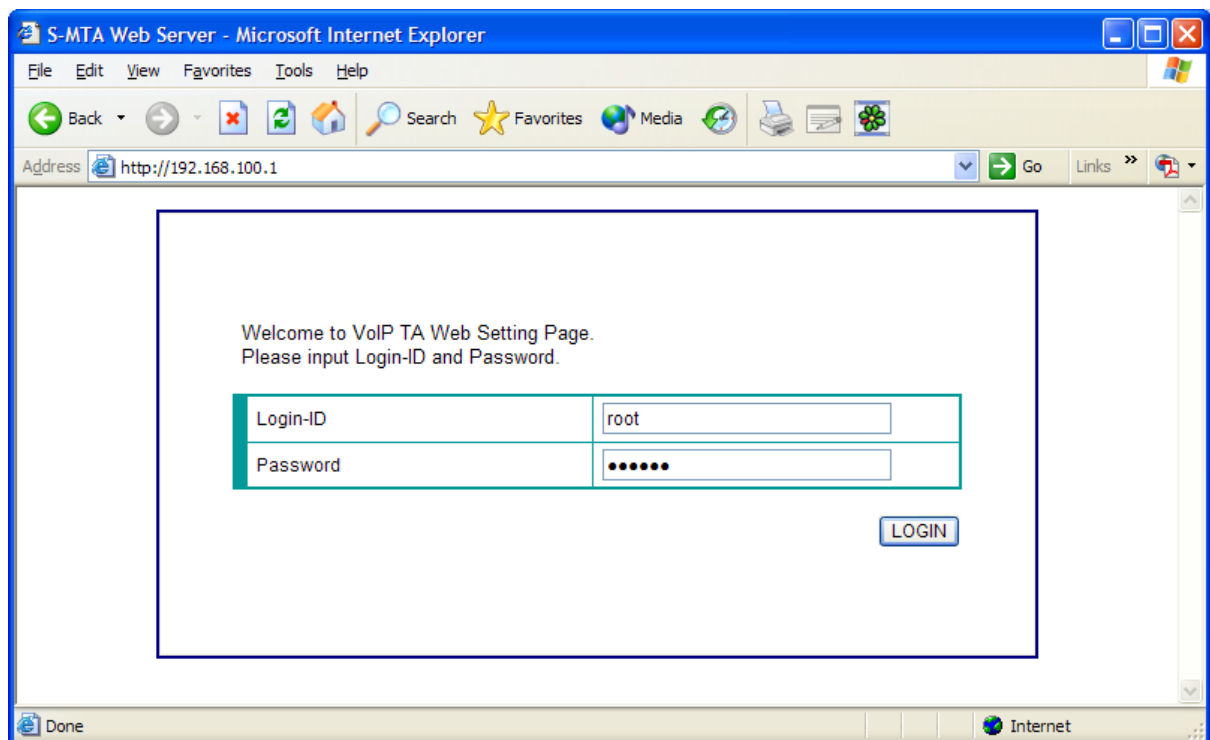 S-MTA Web Server - Microsoft Internet Explorer
File Edit View Favorites Tools Help
Back Search Favorites Media
Address http://192.168.100.1 Go Links »
Welcome to VoIP TA Web Setting Page.
Please input Login-ID and Password.
Login-ID root
Password ••••••
LOGIN
Done Internet